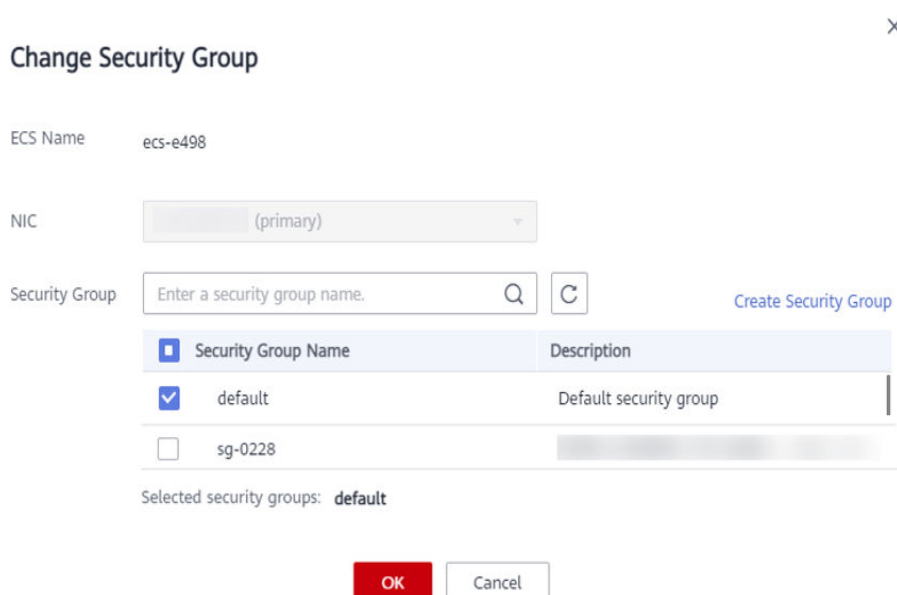 Change Security Group
ECS Name
ecs-e498
NIC
(primary)
Security Group
Enter a security group name.
Create Security Group
Security Group Name
Description
default
Default security group
sg-0228
Selected security groups: default
OK
Cancel